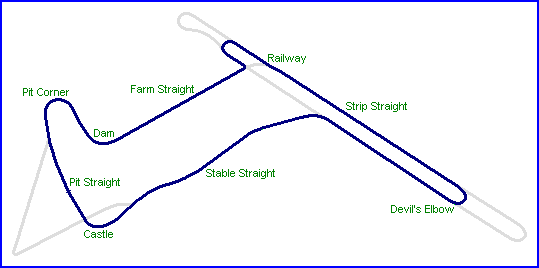 Railway
Pit Corner
Farm Straight
Strip Straight
Dam
Stable Straight
Pit Straight
Devil's Elbow
Castle